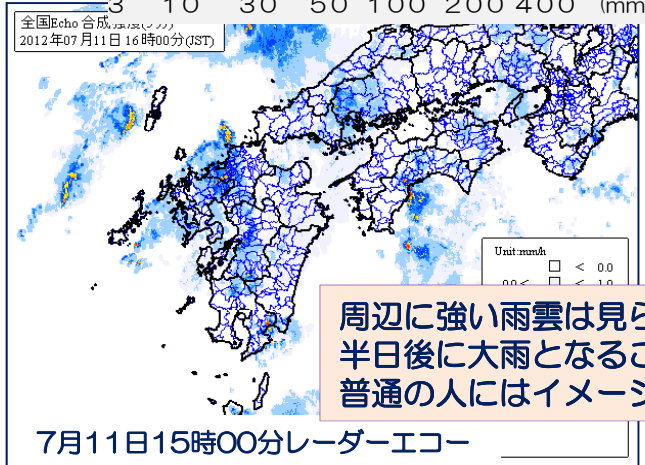 3 10 30 50 100 200 400 (mm
全国Echo 合成強度(5分)
2012年07月11日 16時00分(JST)
Unit:mm/h
< 0.0
周辺に強い雨雲は見ら
半日後に大雨となるこ
普通の人にはイメージ
7月11日15時00分レーダーエコー